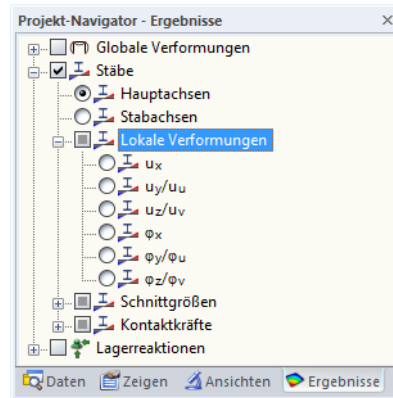 Projekt-Navigator - Ergebnisse
Globale Verformungen
Stäbe
Hauptachsen
Stabachsen
Lokale Verformungen
ux
uy/uu
uz/uv
φx
φy/φu
φz/φv
Schnittgrößen
Kontaktkräfte
Lagerreaktionen
Daten Zeigen Ansichten Ergebnisse